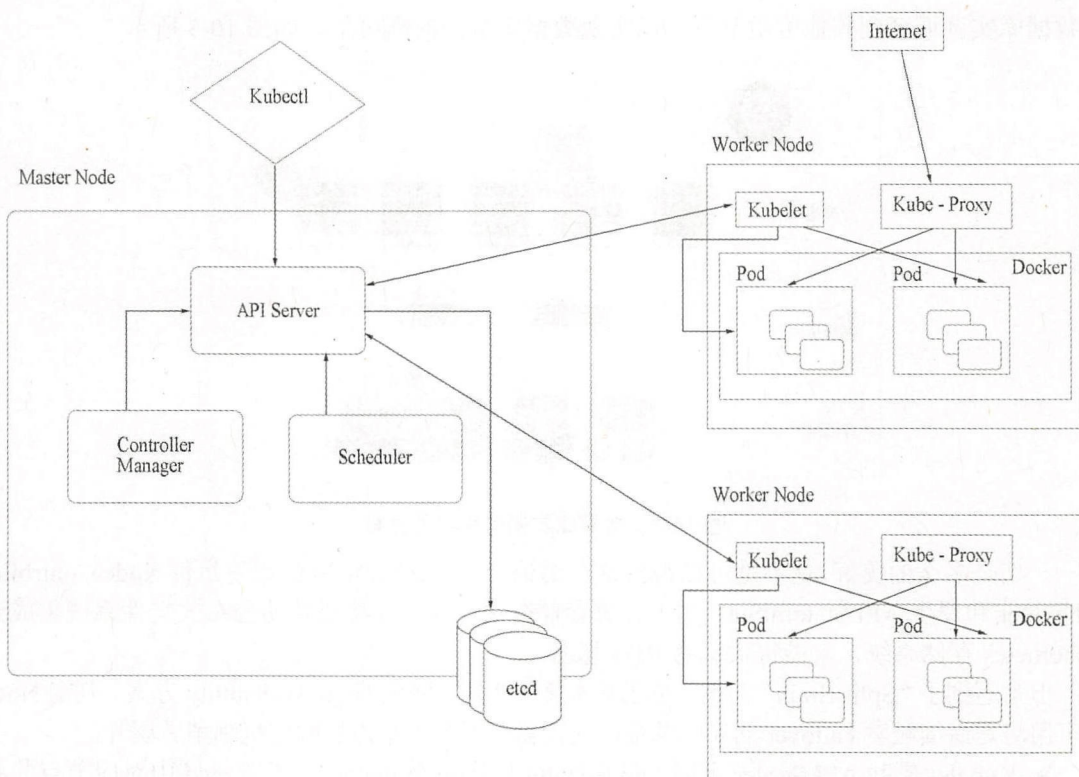 Internet
Kubectl
Worker Node
Master Node
Kubelet
Kube - Proxy
Pod
Pod
Docker
API Server
Controller
Manager
Scheduler
Worker Node
Kubelet
Kube - Proxy
Pod
Pod
Docker
etcd